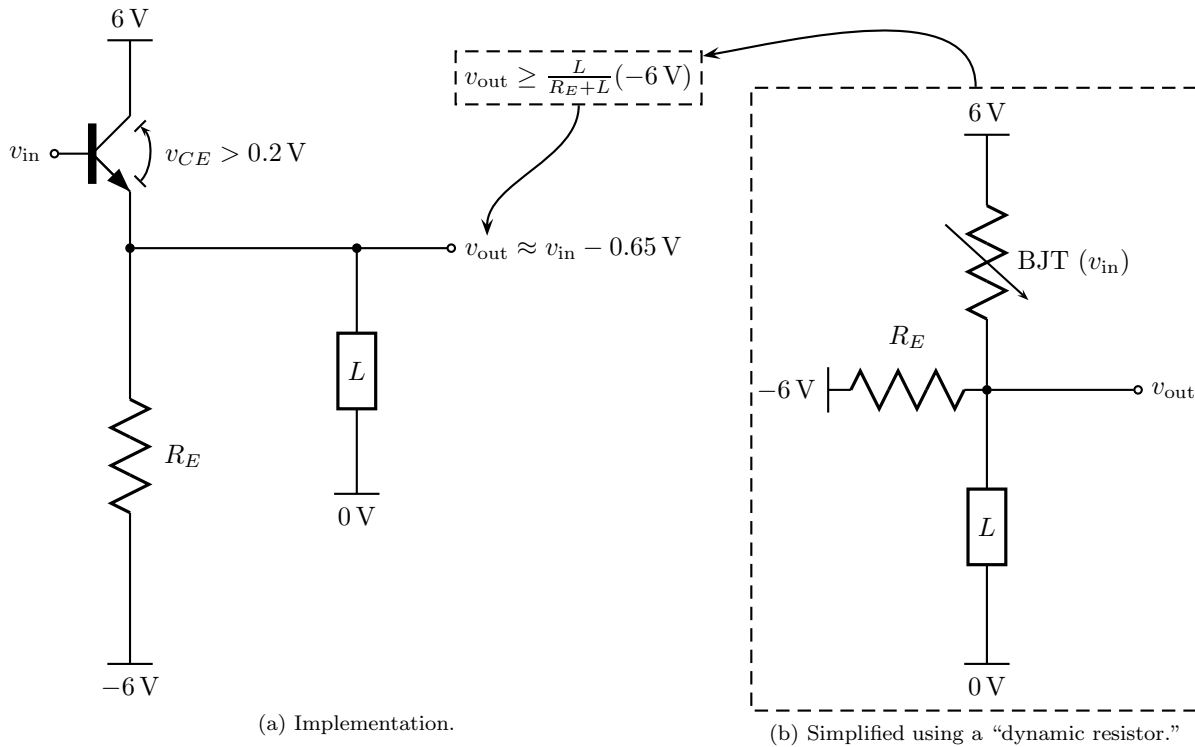 6 V
v_in
v_CE > 0.2 V
v_out ≈ v_in − 0.65 V
L
0 V
R_E
−6 V
(a) Implementation.
v_out ≥ L/(R_E+L) (−6 V)
6 V
BJT (v_in)
R_E
−6 V
v_out
L
0 V
(b) Simplified using a “dynamic resistor.”